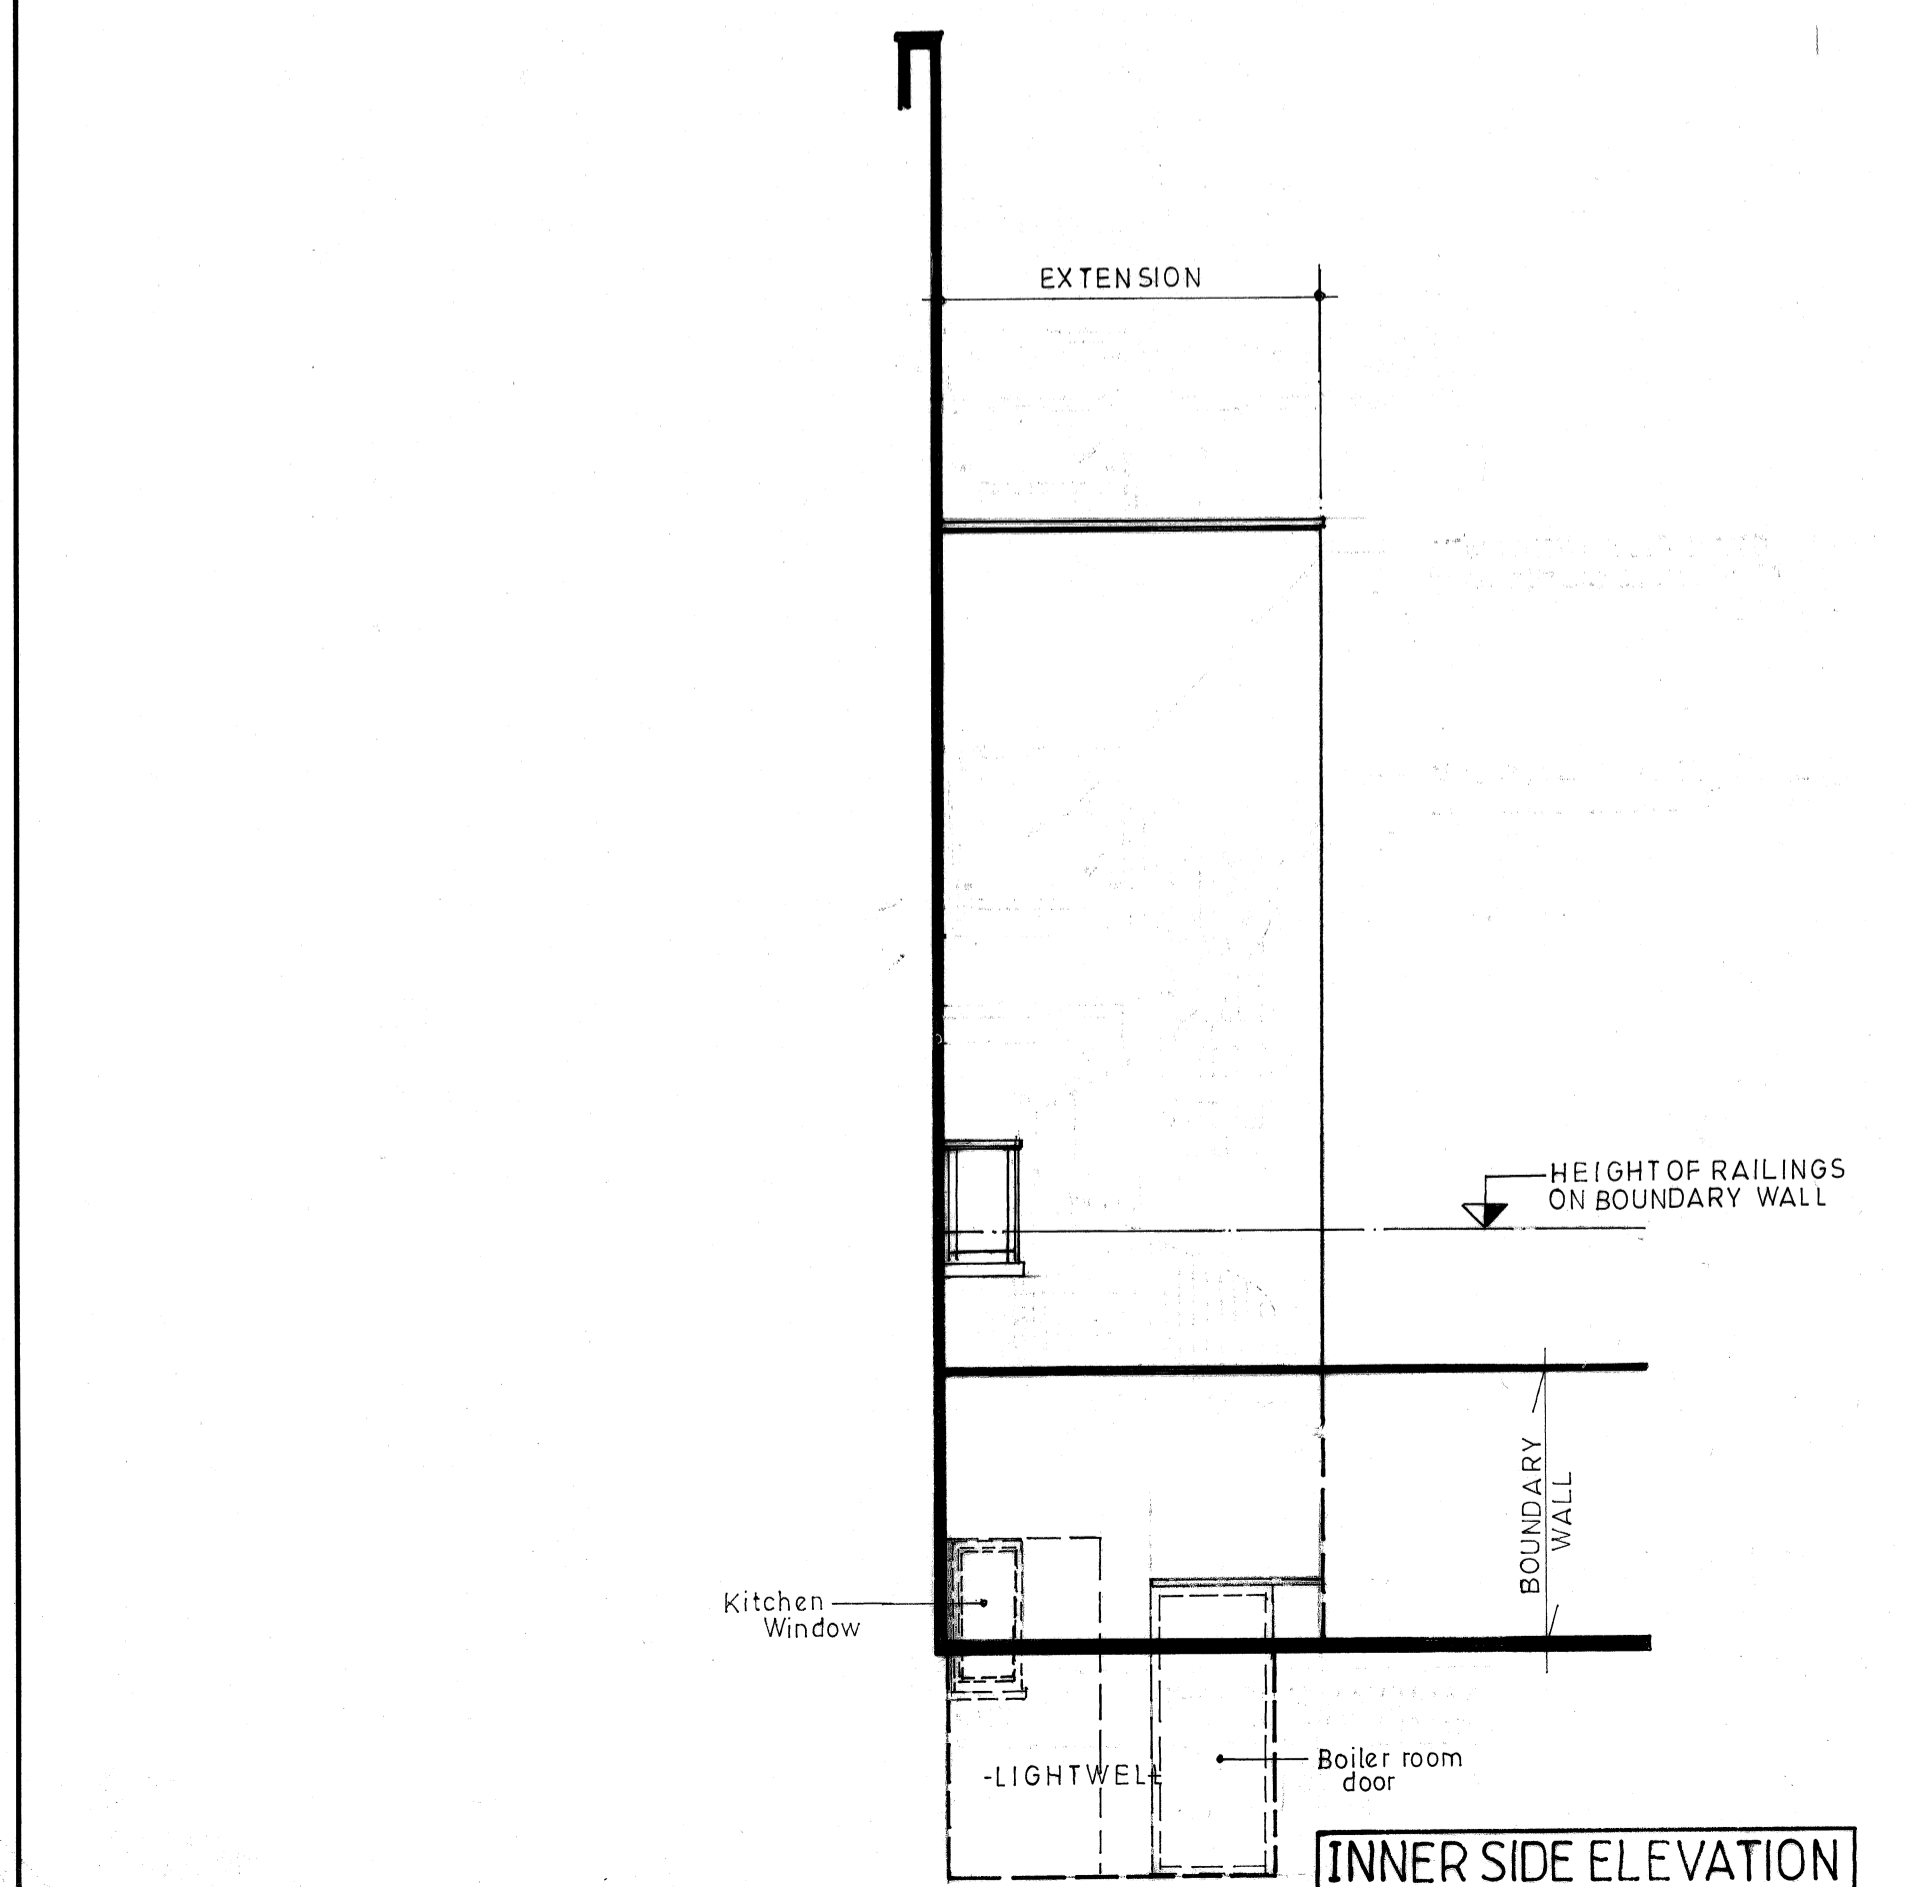 EXTENSION
HEIGHT OF RAILINGS
ON BOUNDARY WALL
BOUNDARY
WALL
Kitchen
Window
-LIGHTWELL
Boiler room
door
INNER SIDE ELEVATION